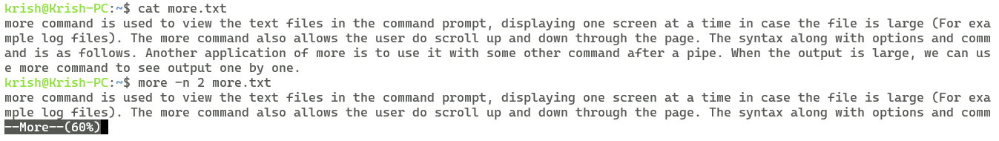 krish@Krish-PC:~$ cat more.txt
more command is used to view the text files in the command prompt, displaying one screen at a time in case the file is large (For exa
mple log files). The more command also allows the user do scroll up and down through the page. The syntax along with options and comm
and is as follows. Another application of more is to use it with some other command after a pipe. When the output is large, we can us
e more command to see output one by one.
krish@Krish-PC:~$ more -n 2 more.txt
more command is used to view the text files in the command prompt, displaying one screen at a time in case the file is large (For exa
mple log files). The more command also allows the user do scroll up and down through the page. The syntax along with options and comm
--More--(60%)